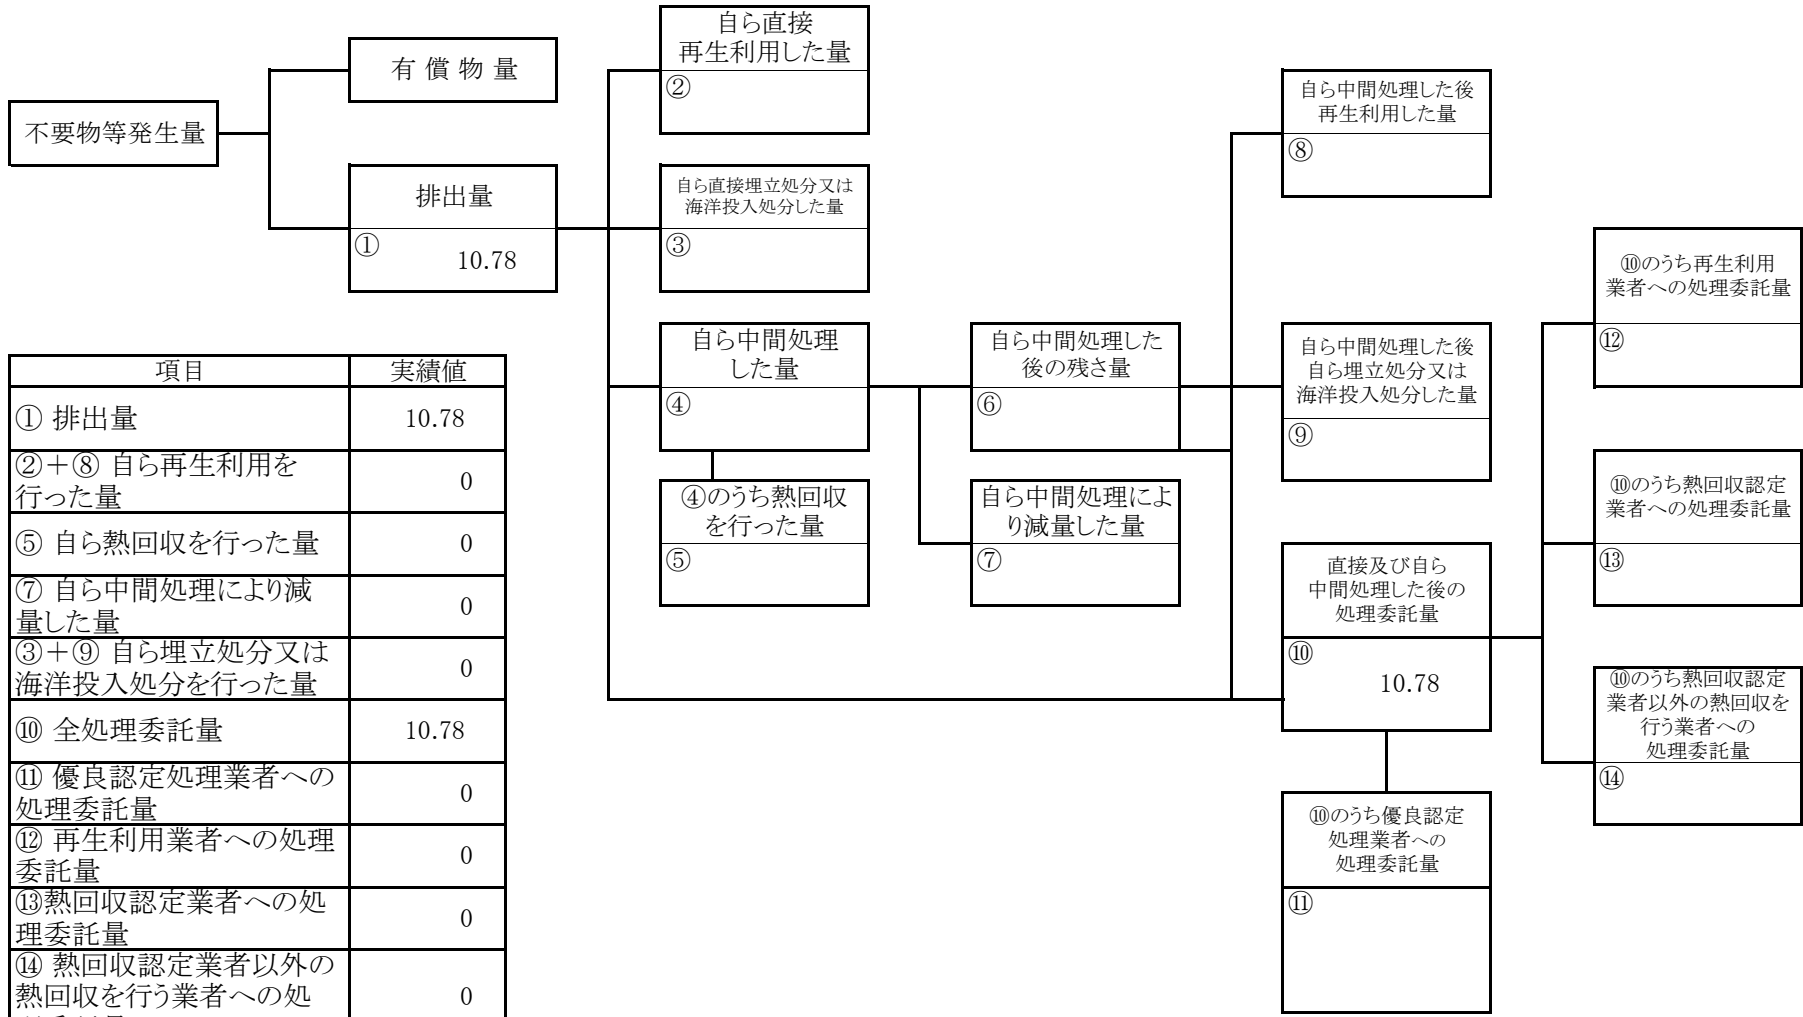 不要物等発生量
有 償 物 量
排出量
①
10.78
自ら直接
再生利用した量
②
自ら直接埋立処分又は
海洋投入処分した量
③
自ら中間処理
した量
④
④のうち熱回収
を行った量
⑤
自ら中間処理した
後の残さ量
⑥
自ら中間処理によ
り減量した量
⑦
自ら中間処理した後
再生利用した量
⑧
自ら中間処理した後
自ら埋立処分又は
海洋投入処分した量
⑨
直接及び自ら
中間処理した後の
処理委託量
⑩
10.78
⑩のうち優良認定
処理業者への
処理委託量
⑪
⑩のうち再生利用
業者への処理委託量
⑫
⑩のうち熱回収認定
業者への処理委託量
⑬
⑩のうち熱回収認定
業者以外の熱回収を
行う業者への
処理委託量
⑭
項目 実績値
① 排出量 10.78
②+⑧ 自ら再生利用を
行った量 0
⑤ 自ら熱回収を行った量 0
⑦ 自ら中間処理により減
量した量 0
③+⑨ 自ら埋立処分又は
海洋投入処分を行った量 0
⑩ 全処理委託量 10.78
⑪ 優良認定処理業者への
処理委託量 0
⑫ 再生利用業者への処理
委託量 0
⑬熱回収認定業者への処
理委託量 0
⑭ 熱回収認定業者以外の
熱回収を行う業者への処 0